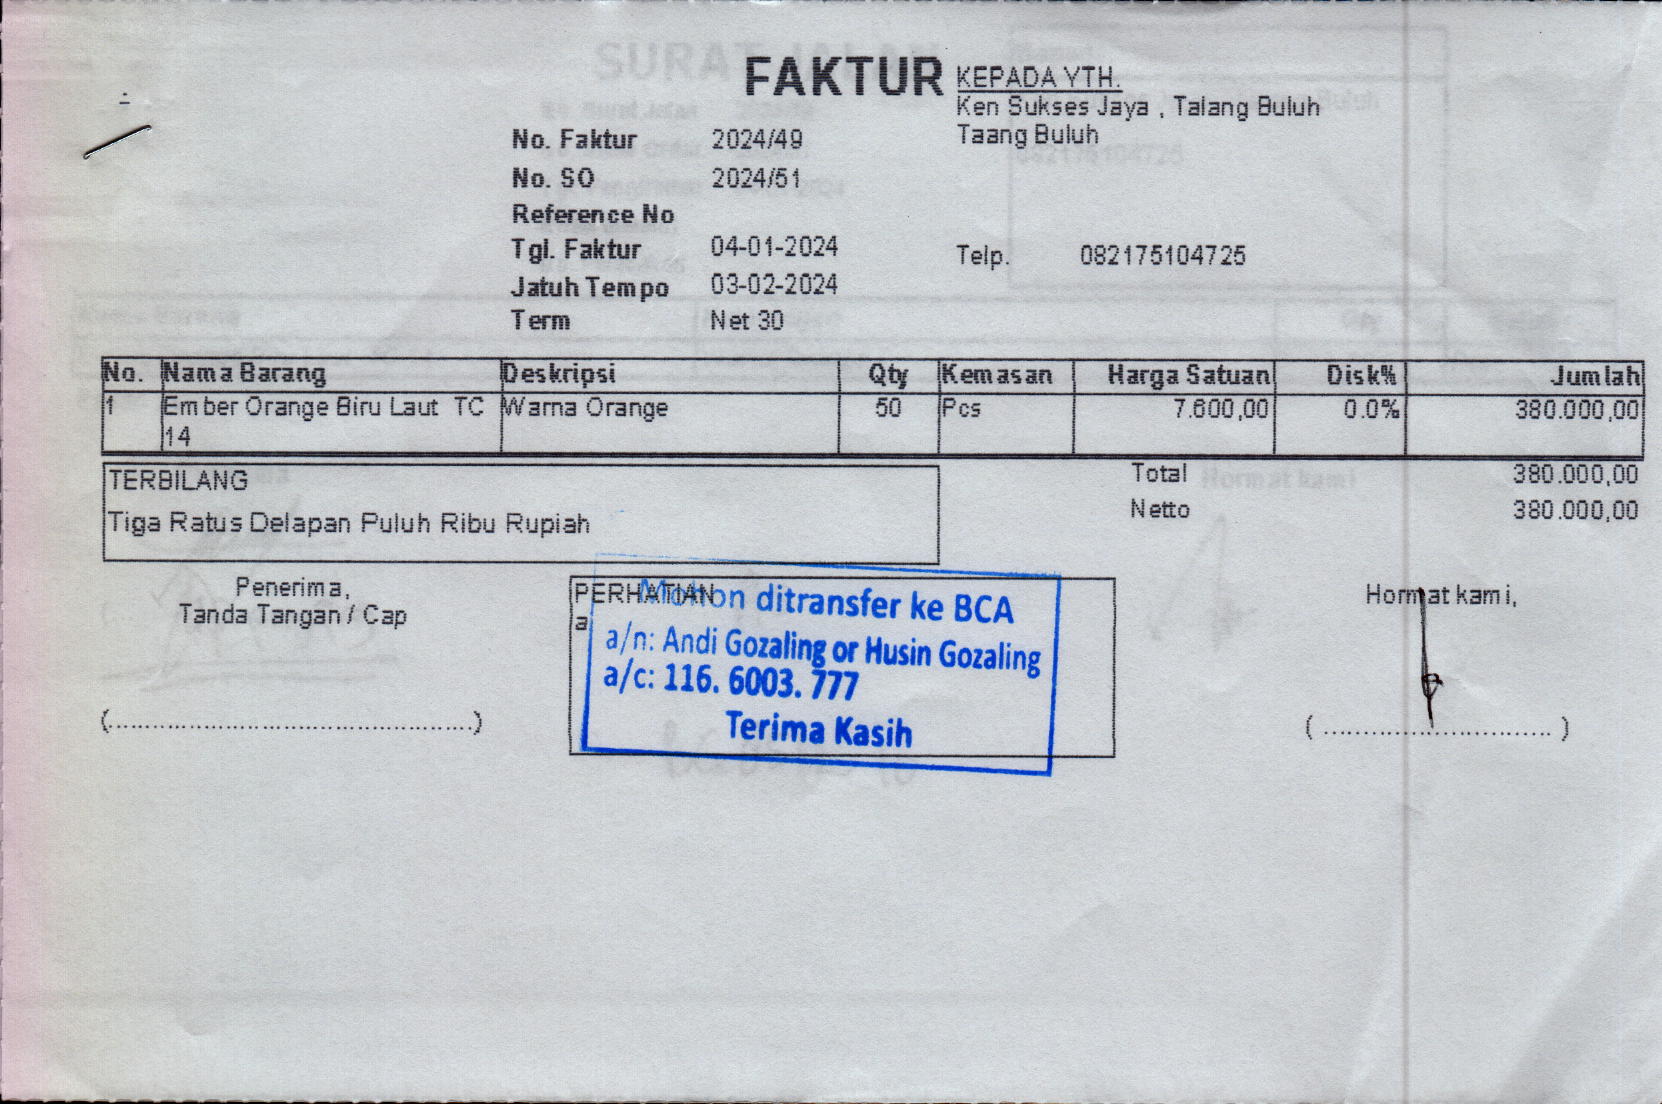 FAKTUR
KEPADA YTH.
Ken Sukses Jaya , Talang Buluh
Taang Buluh
No. Faktur 2024/49
No. SO 2024/51
Reference No
Tgl. Faktur 04-01-2024
Telp. 082175104725
Jatuh Tempo 03-02-2024
Term Net 30
No. Nama Barang Deskripsi Qty Kemasan Harga Satuan Disk% Jumlah
1 Ember Orange Biru Laut TC Warna Orange 50 Pcs 7.600,00 0.0% 380.000,00
14
TERBILANG
Tiga Ratus Delapan Puluh Ribu Rupiah
Total 380.000,00
Netto 380.000,00
Penerima,
Tanda Tangan / Cap
PERHATIAN
a
Mohon ditransfer ke BCA
a/n: Andi Gozaling or Husin Gozaling
a/c: 116. 6003. 777
Terima Kasih
Hormat kami,
SURAT JALAN
Hormat kami